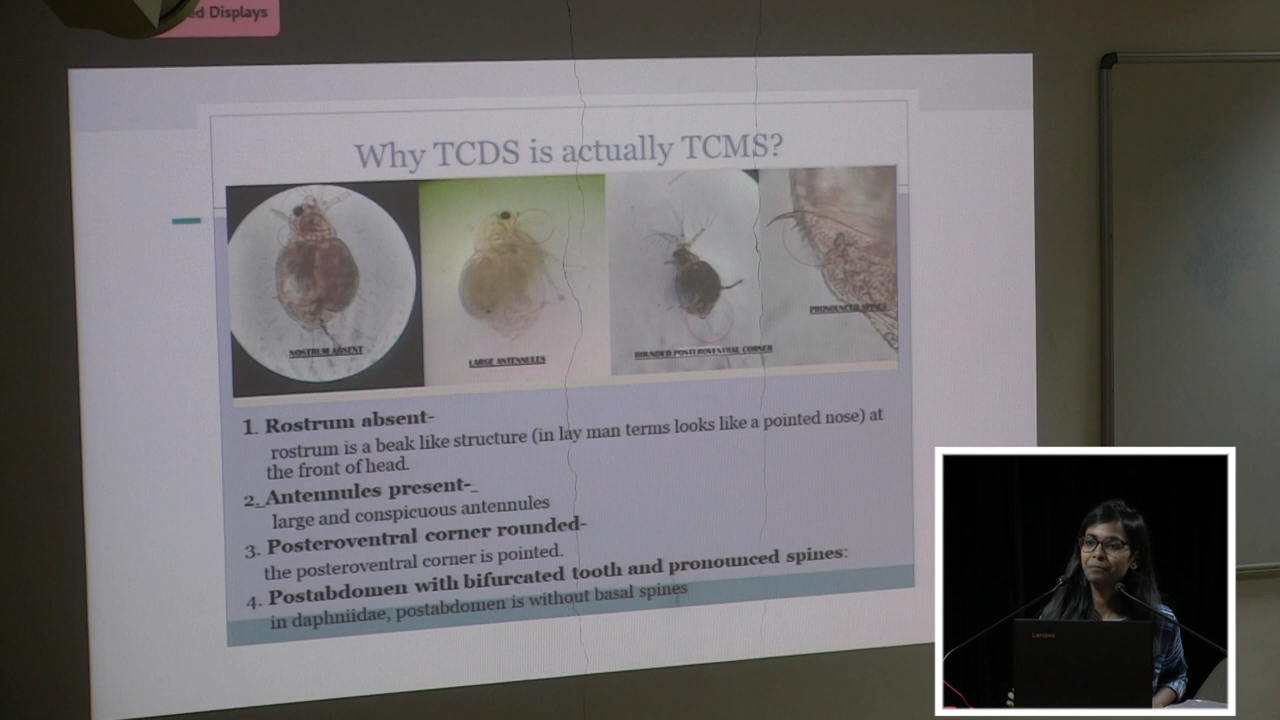 ed Displays
Why TCDS is actually TCMS?
NOSTRUM ABSENT
LARGE ANTENNULES
ROUNDED POSTEROVENTRAL CORNER
PRONOUNCED SPINES
1. Rostrum absent-
rostrum is a beak like structure (in lay man terms looks like a pointed nose) at
the front of head.
2. Antennules present-_
large and conspicuous antennules
3. Posteroventral corner rounded-
the posteroventral corner is pointed.
4. Postabdomen with bifurcated tooth and pronounced spines:
in daphniidae, postabdomen is without basal spines
Lenovo